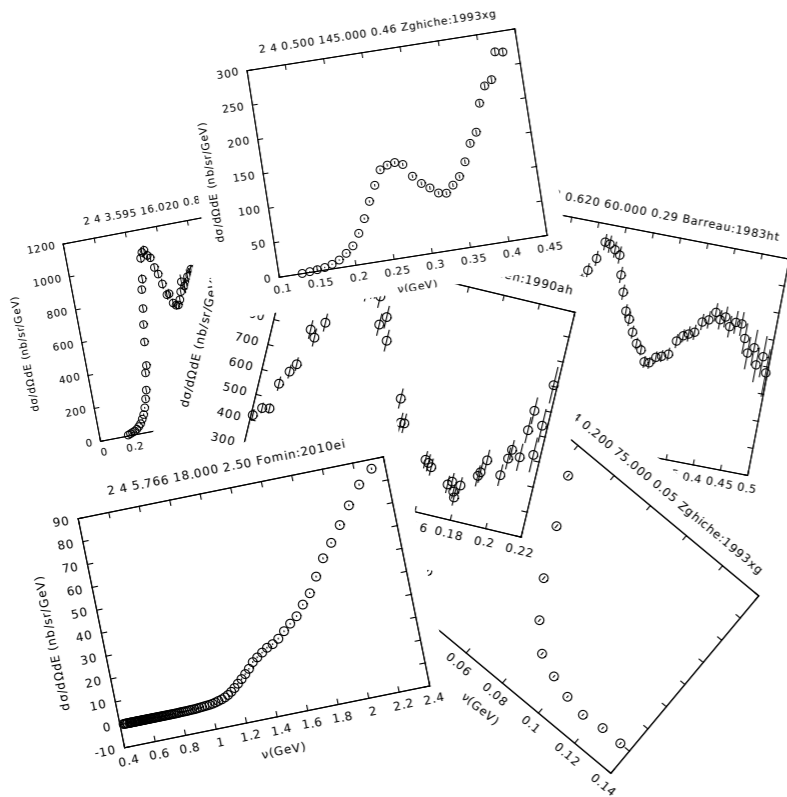 2 4 0.500 145.000 0.46 Zghiche:1993xg
dσ/dΩdE (nb/sr/GeV)
300
250
200
150
100
50
0
0.1 0.15 0.2 0.25 0.3 0.35 0.4 0.45
ν(GeV)
2 4 3.595 16.020
dσ/dΩdE (nb/sr/GeV)
1200
1000
800
600
400
200
0
0 0.2
0.620 60.000 0.29 Barreau:1983ht
0.4 0.45 0.5
:1990ah
dσ/dΩdE (nb/sr/GeV)
700
600
500
400
300
0.18 0.2 0.22
2 4 5.766 18.000 2.50 Fomin:2010ei
dσ/dΩdE (nb/sr/GeV)
90
80
70
60
50
40
30
20
10
0
-10
0.4 0.6 0.8 1 1.2 1.4 1.6 1.8 2 2.2 2.4
ν(GeV)
0.200 75.000 0.05 Zghiche:1993xg
0.06 0.08 0.1 0.12 0.14
ν(GeV)